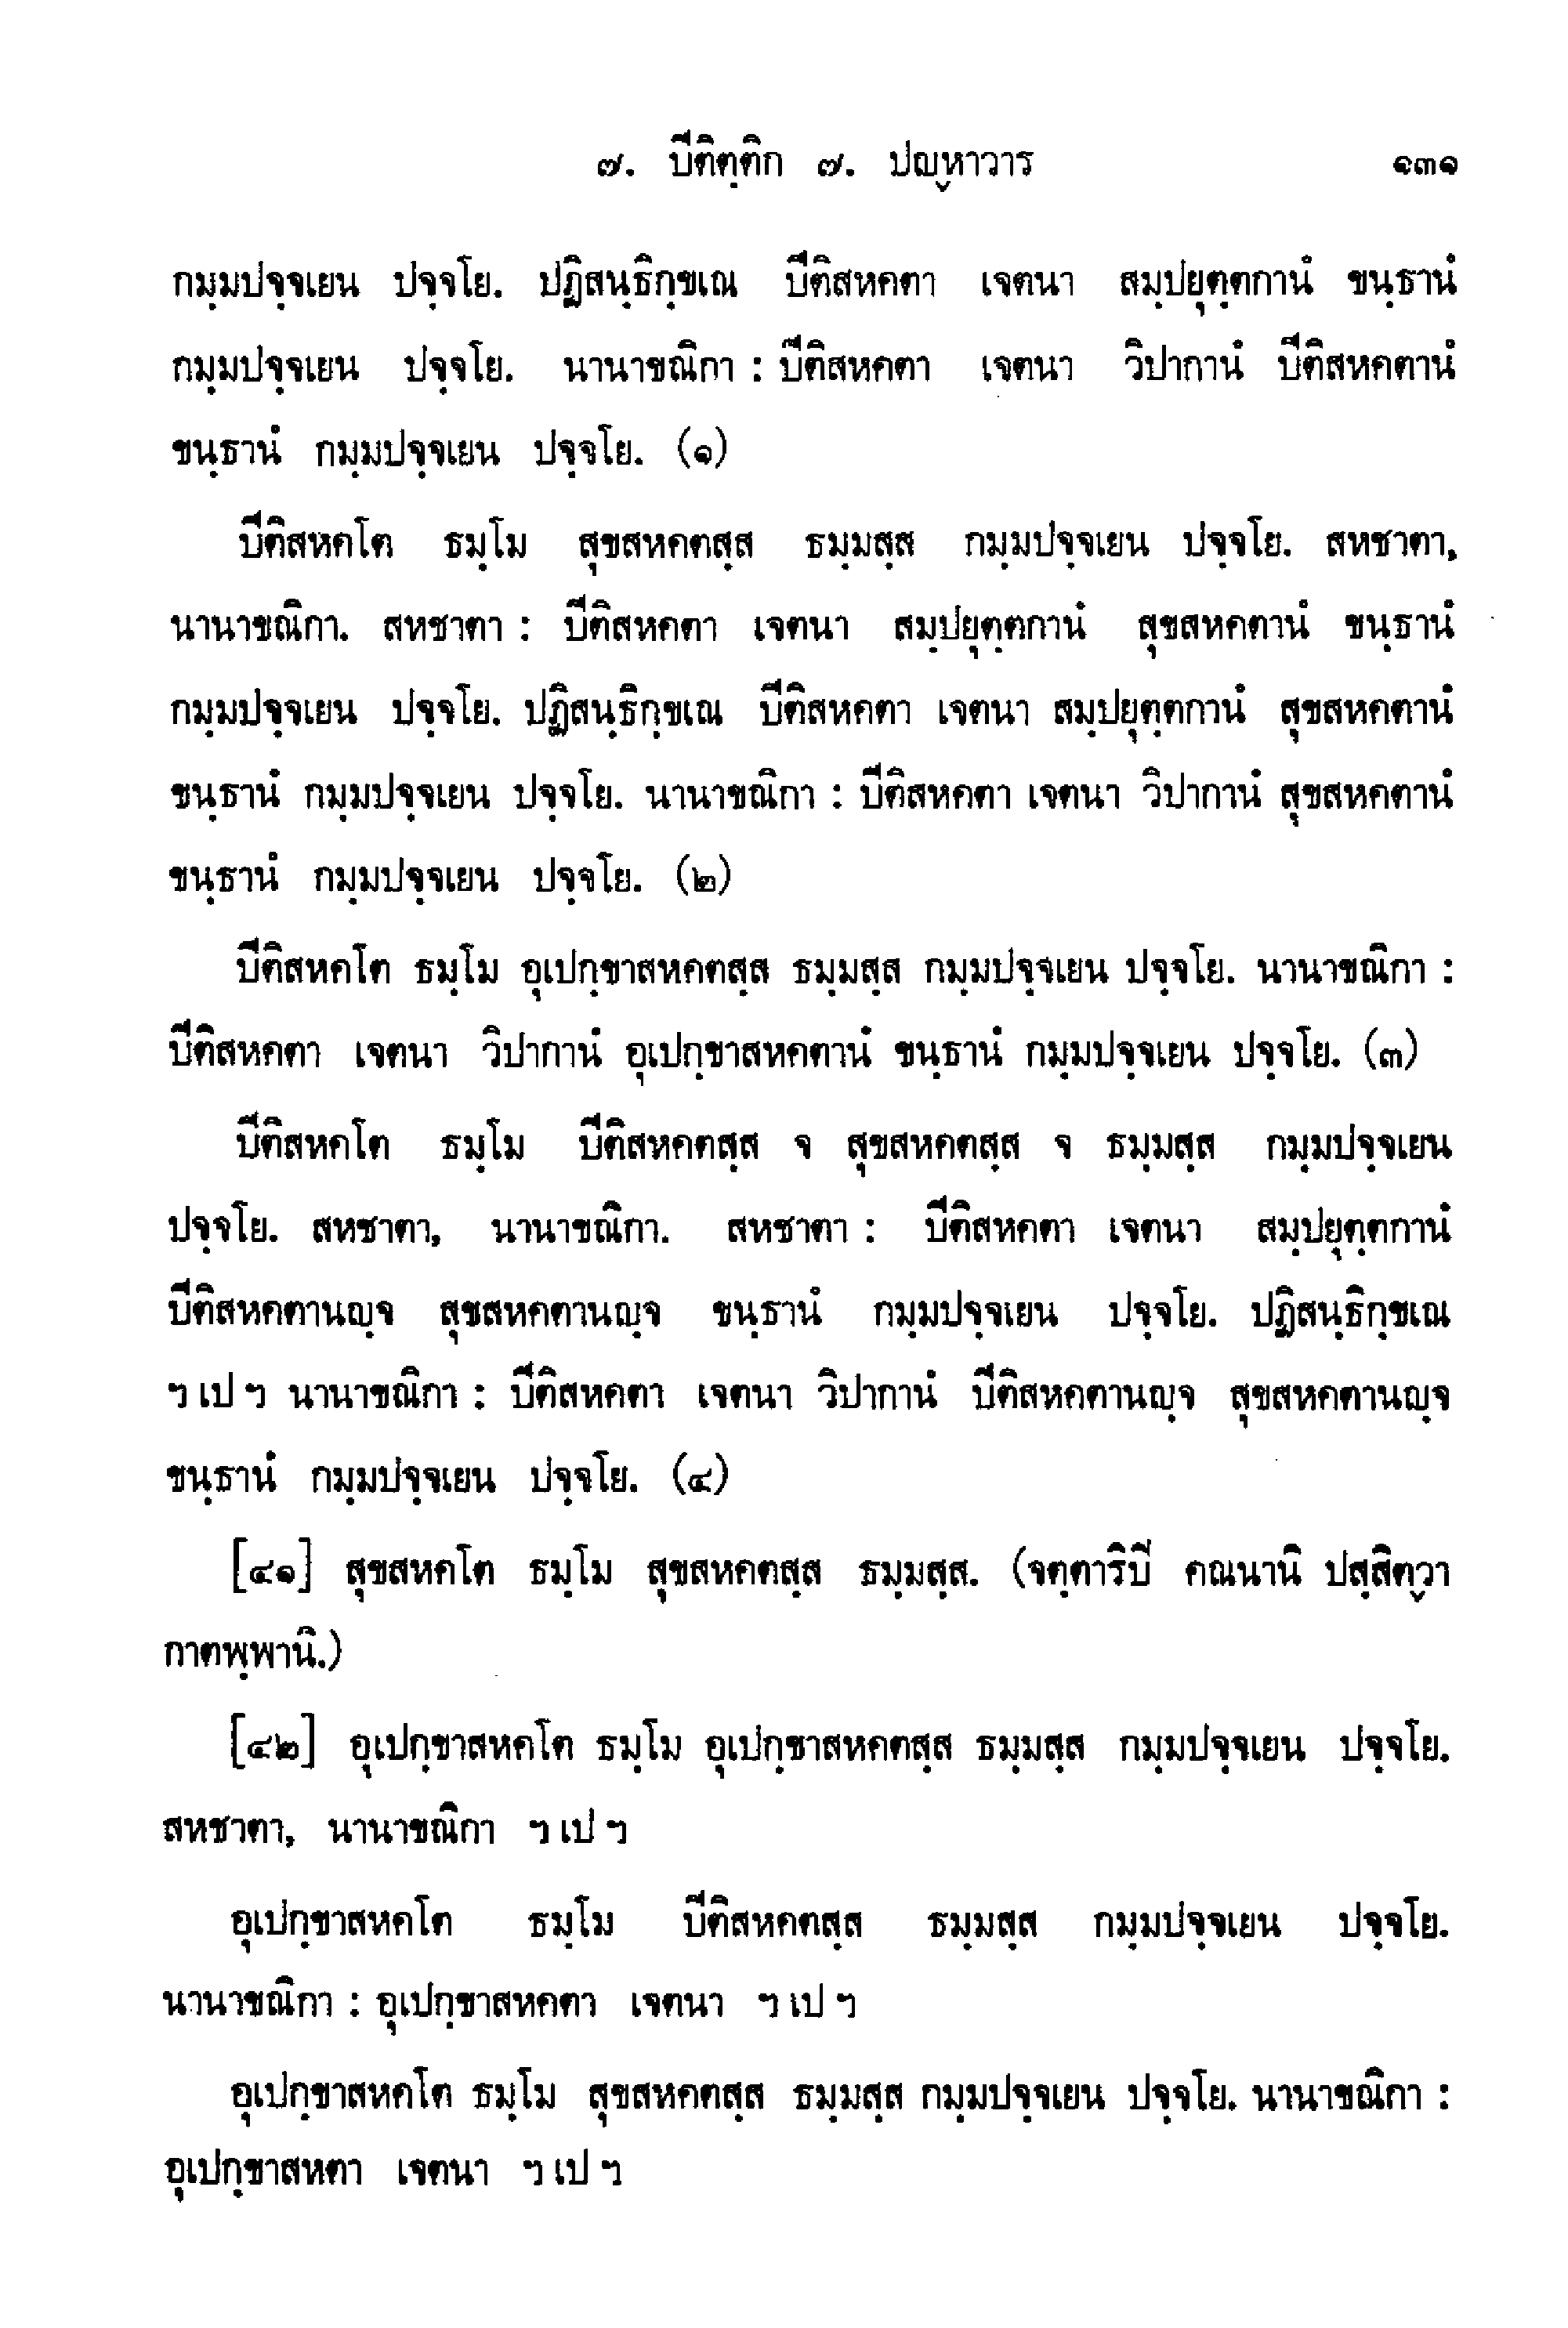 ๗. ปีติตฺติก ๗. ปญฺหาวาร ๑๓๑
กมฺมปจฺจเยน ปจฺจโย. ปฏิสนฺธิกฺขเณ ปีติสหคตา เจตนา สมฺปยุตฺตกานํ ขนฺธานํ
กมฺมปจฺจเยน ปจฺจโย. นานาขณิกา : ปีติสหคตา เจตนา วิปากานํ ปีติสหคตานํ
ขนฺธานํ กมฺมปจฺจเยน ปจฺจโย. (๑)
ปีติสหคโต ธมฺโม สุขสหคตสฺส ธมฺมสฺส กมฺมปจฺจเยน ปจฺจโย. สหชาตา,
นานาขณิกา. สหชาตา : ปีติสหคตา เจตนา สมฺปยุตฺตกานํ สุขสหคตานํ ขนฺธานํ
กมฺมปจฺจเยน ปจฺจโย. ปฏิสนฺธิกฺขเณ ปีติสหคตา เจตนา สมฺปยุตฺตกานํ สุขสหคตานํ
ขนฺธานํ กมฺมปจฺจเยน ปจฺจโย. นานาขณิกา : ปีติสหคตา เจตนา วิปากานํ สุขสหคตานํ
ขนฺธานํ กมฺมปจฺจเยน ปจฺจโย. (๒)
ปีติสหคโต ธมฺโม อุเปกฺขาสหคตสฺส ธมฺมสฺส กมฺมปจฺจเยน ปจฺจโย. นานาขณิกา :
ปีติสหคตา เจตนา วิปากานํ อุเปกฺขาสหคตานํ ขนฺธานํ กมฺมปจฺจเยน ปจฺจโย. (๓)
ปีติสหคโต ธมฺโม ปีติสหคตสฺส จ สุขสหคตสฺส จ ธมฺมสฺส กมฺมปจฺจเยน
ปจฺจโย. สหชาตา, นานาขณิกา. สหชาตา : ปีติสหคตา เจตนา สมฺปยุตฺตกานํ
ปีติสหคตานญฺจ สุขสหคตานญฺจ ขนฺธานํ กมฺมปจฺจเยน ปจฺจโย. ปฏิสนฺธิกฺขเณ
ฯ เป ฯ นานาขณิกา : ปีติสหคตา เจตนา วิปากานํ ปีติสหคตานญฺจ สุขสหคตานญฺจ
ขนฺธานํ กมฺมปจฺจเยน ปจฺจโย. (๔)
[๔๑] สุขสหคโต ธมฺโม สุขสหคตสฺส ธมฺมสฺส. (จตฺตาริปิ คณนานิ ปสฺสิตฺวา
กาตพฺพานิ.)
[๔๒] อุเปกฺขาสหคโต ธมฺโม อุเปกฺขาสหคตสฺส ธมฺมสฺส กมฺมปจฺจเยน ปจฺจโย.
สหชาตา, นานาขณิกา ฯ เป ฯ
อุเปกฺขาสหคโต ธมฺโม ปีติสหคตสฺส ธมฺมสฺส กมฺมปจฺจเยน ปจฺจโย.
นานาขณิกา : อุเปกฺขาสหคตา เจตนา ฯ เป ฯ
อุเปกฺขาสหคโต ธมฺโม สุขสหคตสฺส ธมฺมสฺส กมฺมปจฺจเยน ปจฺจโย. นานาขณิกา :
อุเปกฺขาสหตา เจตนา ฯ เป ฯ